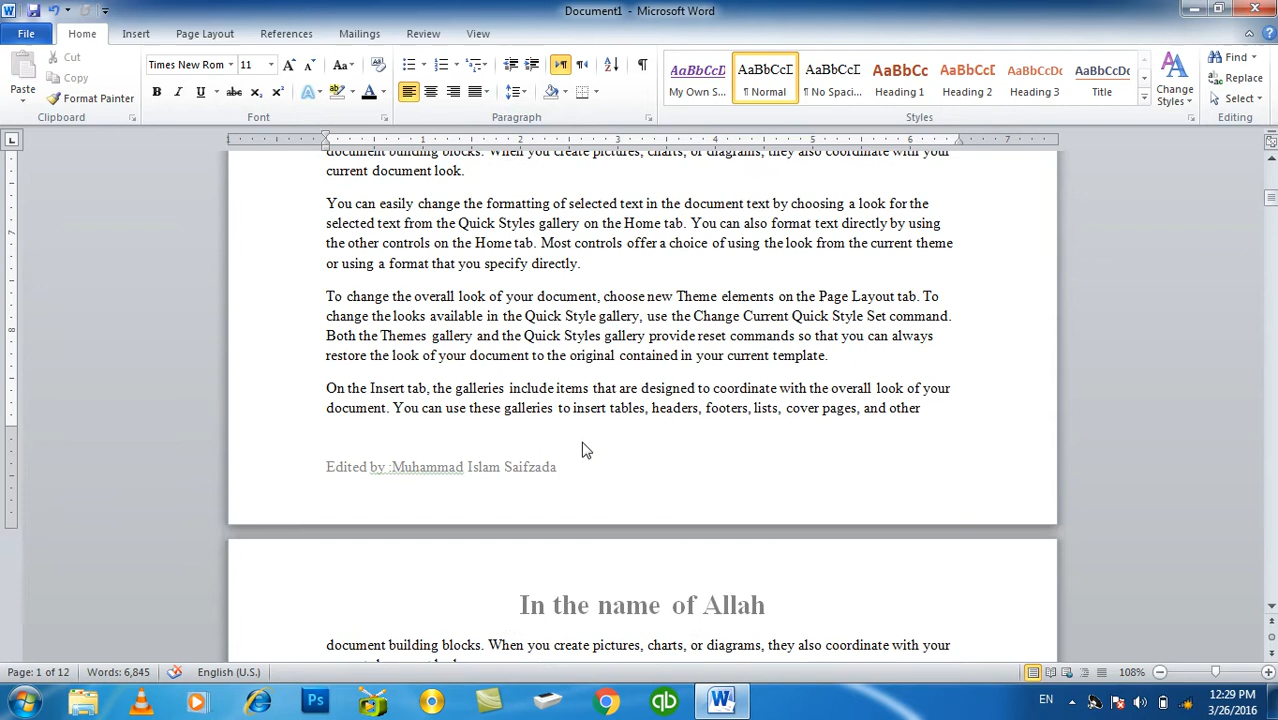 Document1 - Microsoft Word
File Home Insert Page Layout References Mailings Review View
Cut
Copy
Format Painter
Paste
Times New Rom 11
B I U abc X₂ X² A ab A
AaBbCcD AaBbCcD AaBbCcD AaBbCc AaBbCcD AaBbCcDc AaBbCcDc
My Own S... ¶ Normal ¶ No Spaci... Heading 1 Heading 2 Heading 3 Title
Change Styles
Find
Replace
Select
Clipboard Font Paragraph Styles Editing
1 2 3 4 5 6 7
document building blocks. When you create pictures, charts, or diagrams, they also coordinate with your
current document look.
You can easily change the formatting of selected text in the document text by choosing a look for the
selected text from the Quick Styles gallery on the Home tab. You can also format text directly by using
the other controls on the Home tab. Most controls offer a choice of using the look from the current theme
or using a format that you specify directly.
To change the overall look of your document, choose new Theme elements on the Page Layout tab. To
change the looks available in the Quick Style gallery, use the Change Current Quick Style Set command.
Both the Themes gallery and the Quick Styles gallery provide reset commands so that you can always
restore the look of your document to the original contained in your current template.
On the Insert tab, the galleries include items that are designed to coordinate with the overall look of your
document. You can use these galleries to insert tables, headers, footers, lists, cover pages, and other
Edited by :Muhammad Islam Saifzada
In the name of Allah
document building blocks. When you create pictures, charts, or diagrams, they also coordinate with your
Page: 1 of 12 Words: 6,845 English (U.S.) 108%
EN 12:29 PM
3/26/2016